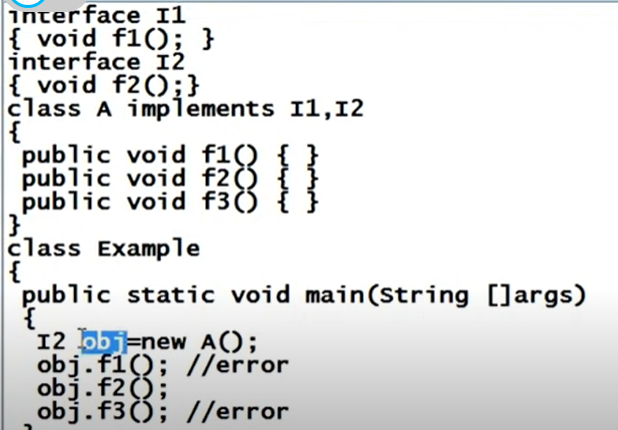 interface I1
{ void f1(); }
interface I2
{ void f2();}
class A implements I1,I2
{
public void f1() { }
public void f2() { }
public void f3() { }
}
class Example
{
public static void main(String []args)
{
I2 obj=new A();
obj.f1(); //error
obj.f2();
obj.f3(); //error
}